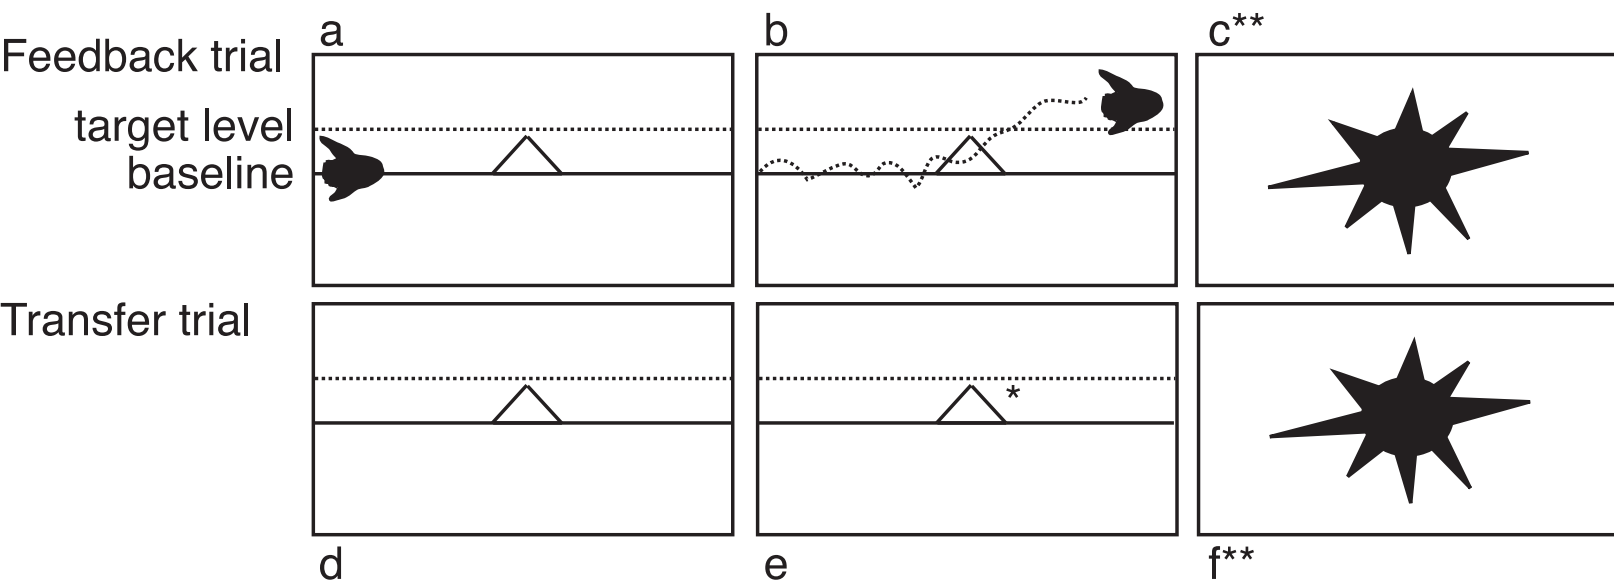 a
b
c**
Feedback trial
target level
baseline
Transfer trial
*
d
e
f**